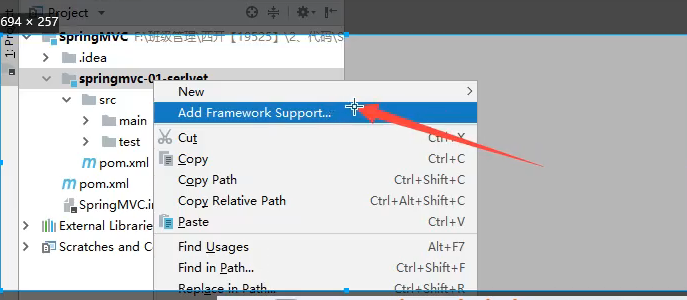 Project
694 × 257
1: Project
SpringMVC F:\班级管理\西开【19525】\2、代码\S
.idea
springmvc-01-serlvet
src
main
test
pom.xml
pom.xml
SpringMVC.i
External Librarie
Scratches and C
New
Add Framework Support...
Cut Ctrl+X
Copy Ctrl+C
Copy Path Ctrl+Shift+C
Copy Relative Path Ctrl+Alt+Shift+C
Paste Ctrl+V
Find Usages Alt+F7
Find in Path... Ctrl+Shift+F
Replace in Path... Ctrl+Shift+R